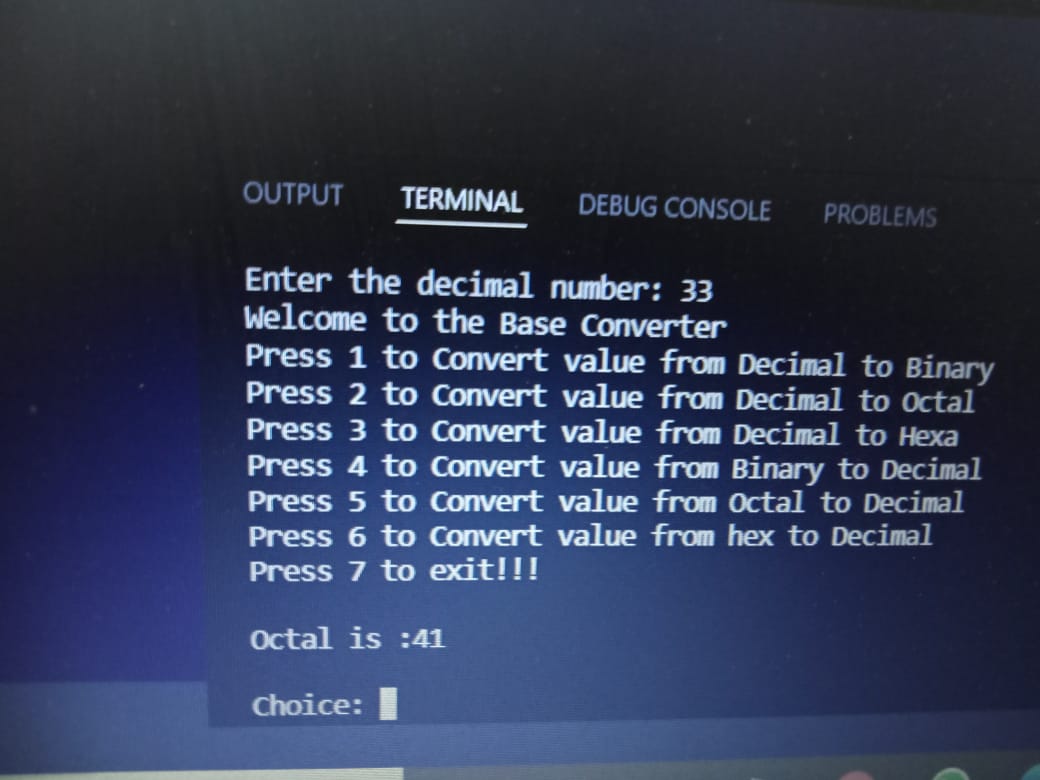 OUTPUT TERMINAL DEBUG CONSOLE PROBLEMS
Enter the decimal number: 33
Welcome to the Base Converter
Press 1 to Convert value from Decimal to Binary
Press 2 to Convert value from Decimal to Octal
Press 3 to Convert value from Decimal to Hexa
Press 4 to Convert value from Binary to Decimal
Press 5 to Convert value from Octal to Decimal
Press 6 to Convert value from hex to Decimal
Press 7 to exit!!!
Octal is :41
Choice: